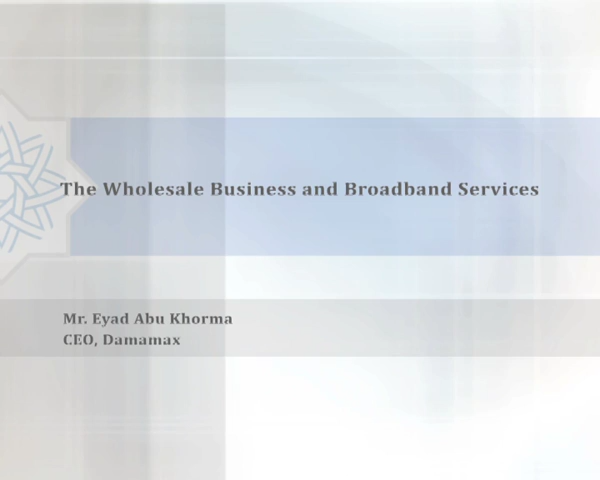 The Wholesale Business and Broadband Services
Mr. Eyad Abu Khorma
CEO, Damamax